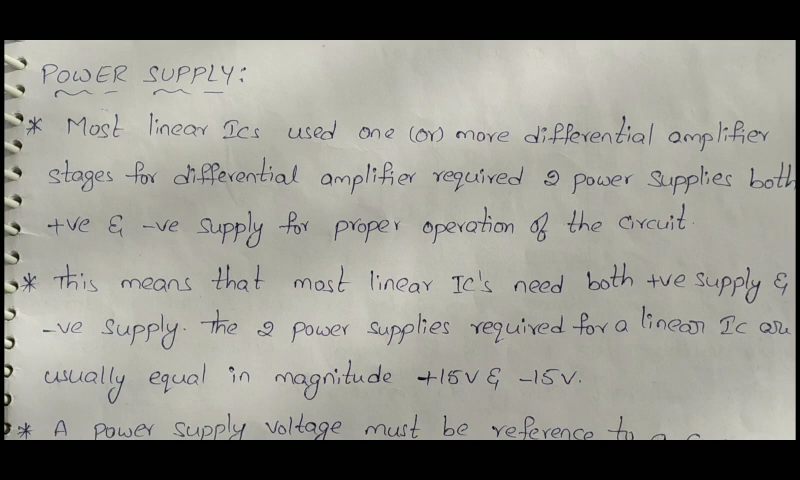 POWER SUPPLY:
* Most linear ICs used one (or) more differential amplifier
stages for differential amplifier required 2 power supplies both
+ve & -ve supply for proper operation of the circuit.
* This means that most linear IC's need both +ve supply &
-ve supply. The 2 power supplies required for a linear Ic are
usually equal in magnitude +15V & -15V.
* A power supply voltage must be reference to a